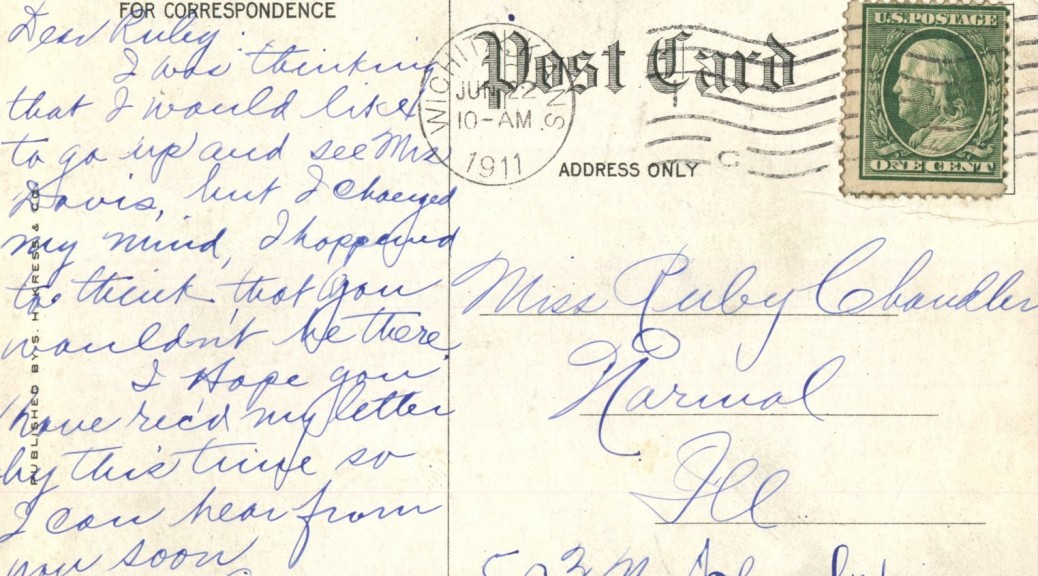 FOR CORRESPONDENCE
Dear Ruby:
I was thinking
that I would like
to go up and see Mrs
Davis, but I chaenged
my mind, I happened
to think that you
wouldn't be there.
I Hope you
have rec'd my letter
by this time so
I can hear from
you soon
PUBLISHED BY S. H. KRESS & CO.
Post Card
WICHITA KANS.
JUN 22
10-AM
1911
ADDRESS ONLY
U.S. POSTAGE
ONE CENT
Miss Ruby Chandler
Normal
Ill